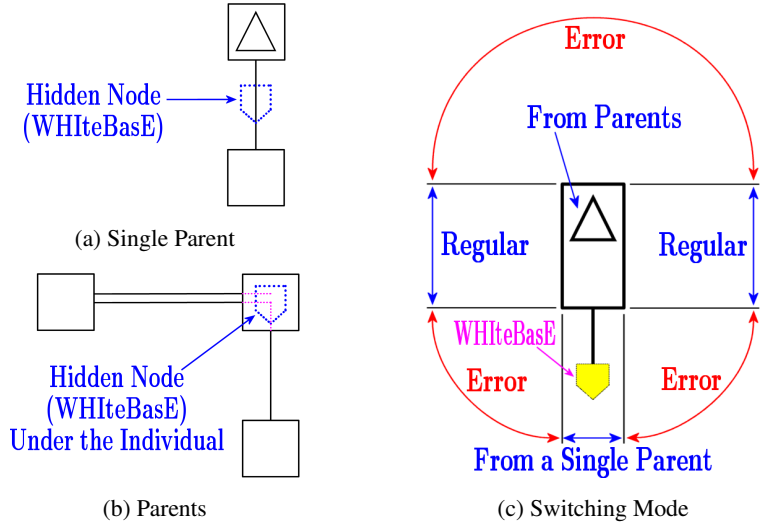 Hidden Node
(WHIteBasE)
(a) Single Parent
Hidden Node
(WHIteBasE)
Under the Individual
(b) Parents
Error
From Parents
Regular
Regular
WHIteBasE
Error
Error
From a Single Parent
(c) Switching Mode